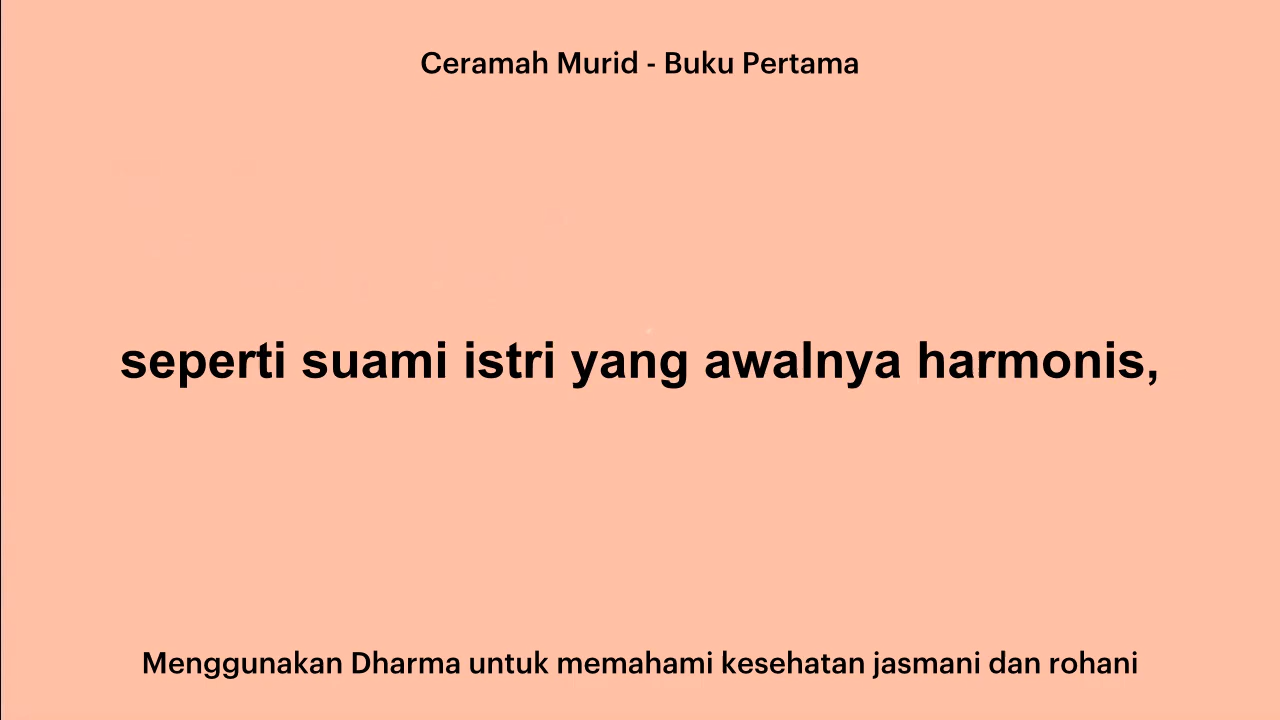 Ceramah Murid - Buku Pertama
seperti suami istri yang awalnya harmonis,
Menggunakan Dharma untuk memahami kesehatan jasmani dan rohani